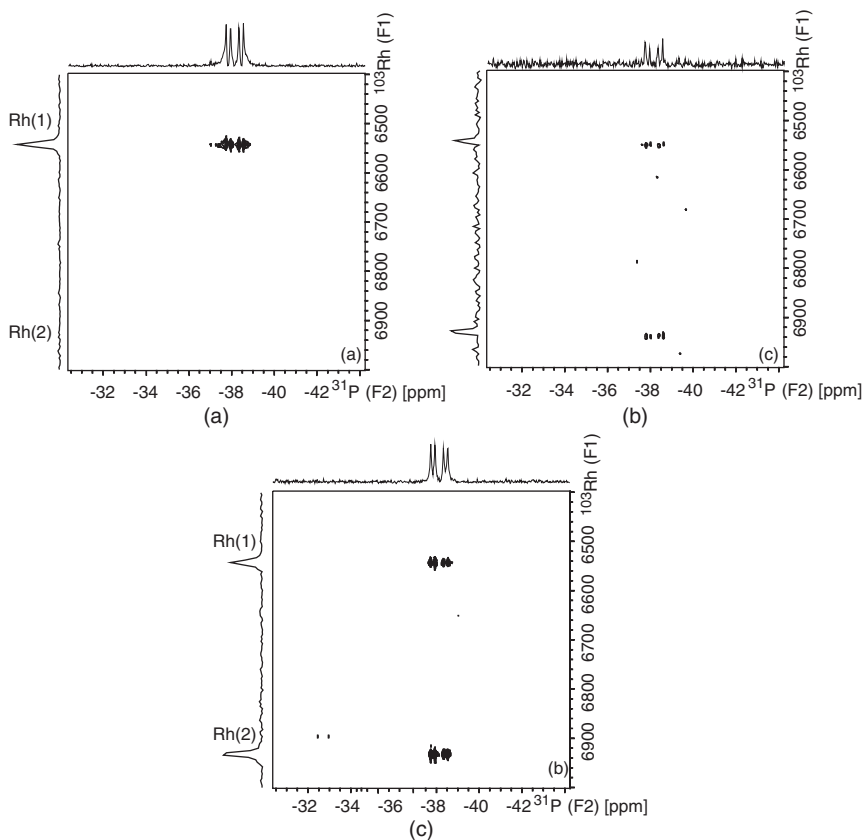 ¹⁰³Rh (F1)
Rh(1)
6500
6600
6700
6800
6900
Rh(2)
(a)
-32 -34 -36 -38 -40 -42 ³¹P (F2) [ppm]
(a)
¹⁰³Rh (F1)
6500
6600
6700
6800
6900
(c)
-32 -34 -36 -38 -40 -42 ³¹P (F2) [ppm]
(b)
¹⁰³Rh (F1)
Rh(1)
6500
6600
6700
6800
6900
Rh(2)
(b)
-32 -34 -36 -38 -40 -42 ³¹P (F2) [ppm]
(c)